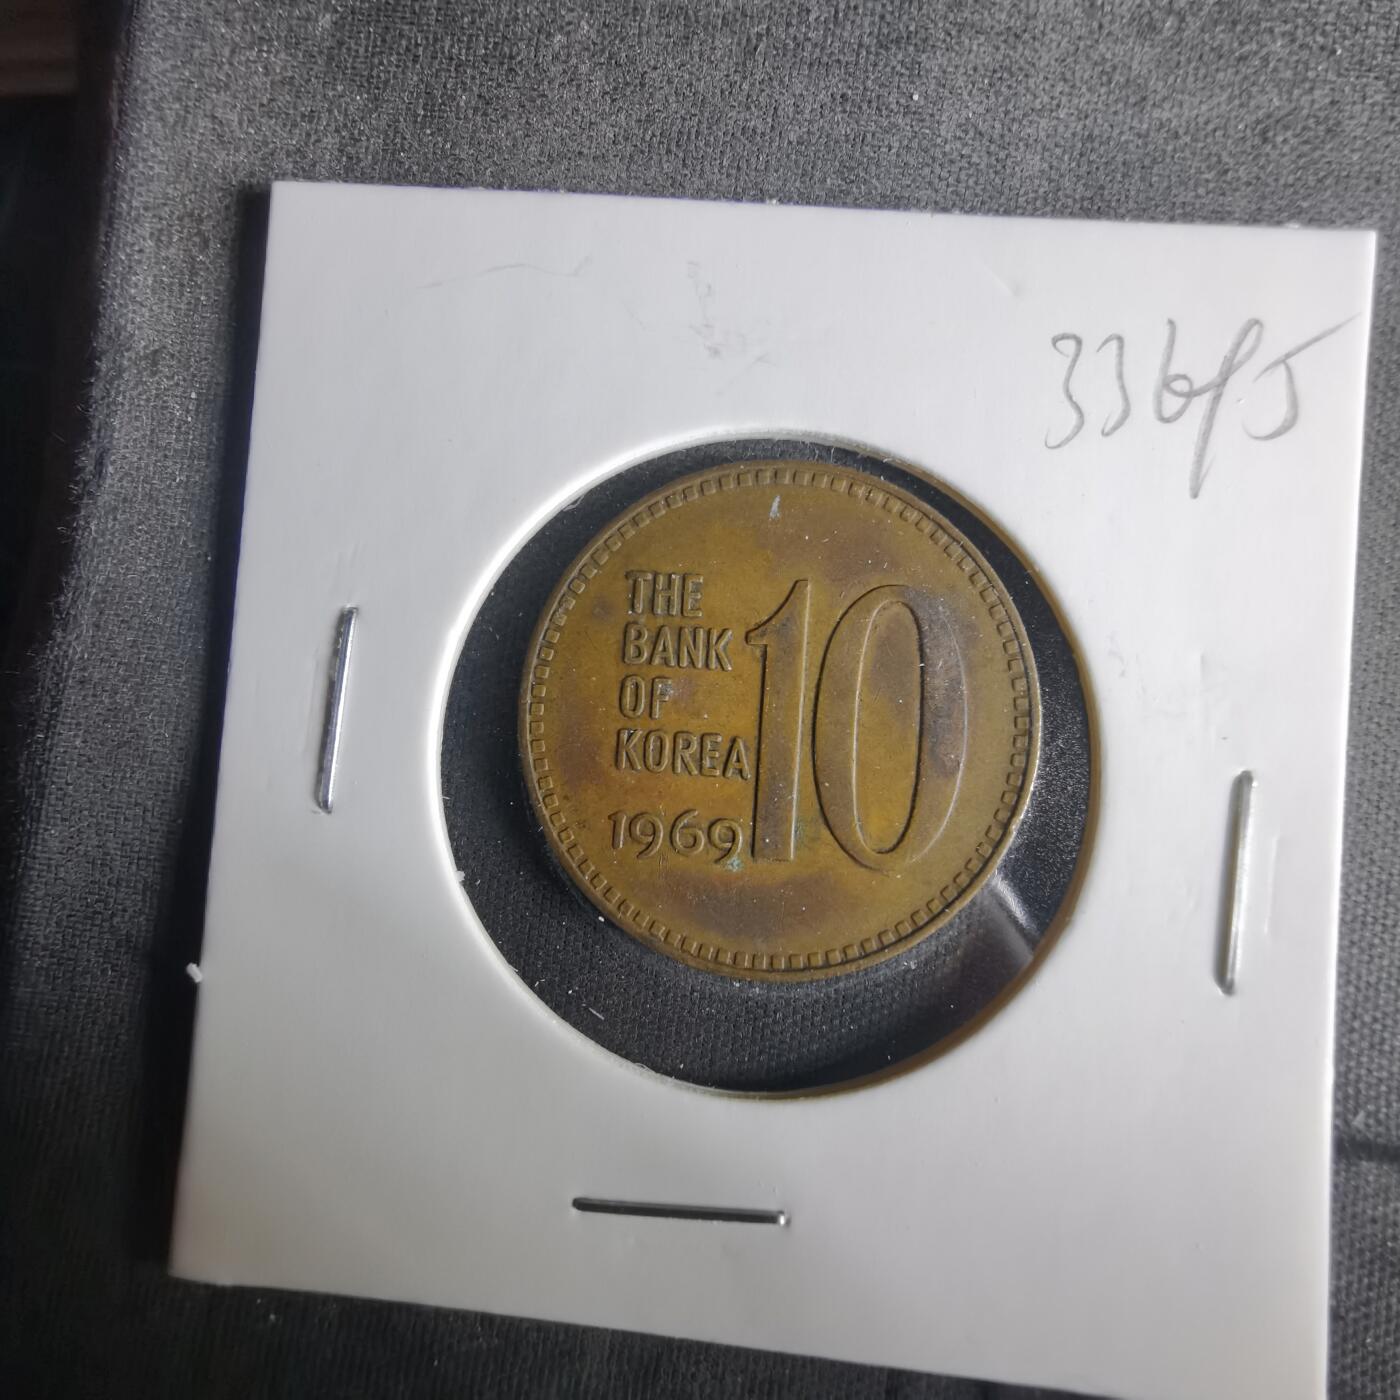 THE
BANK
OF
KOREA
1969
10